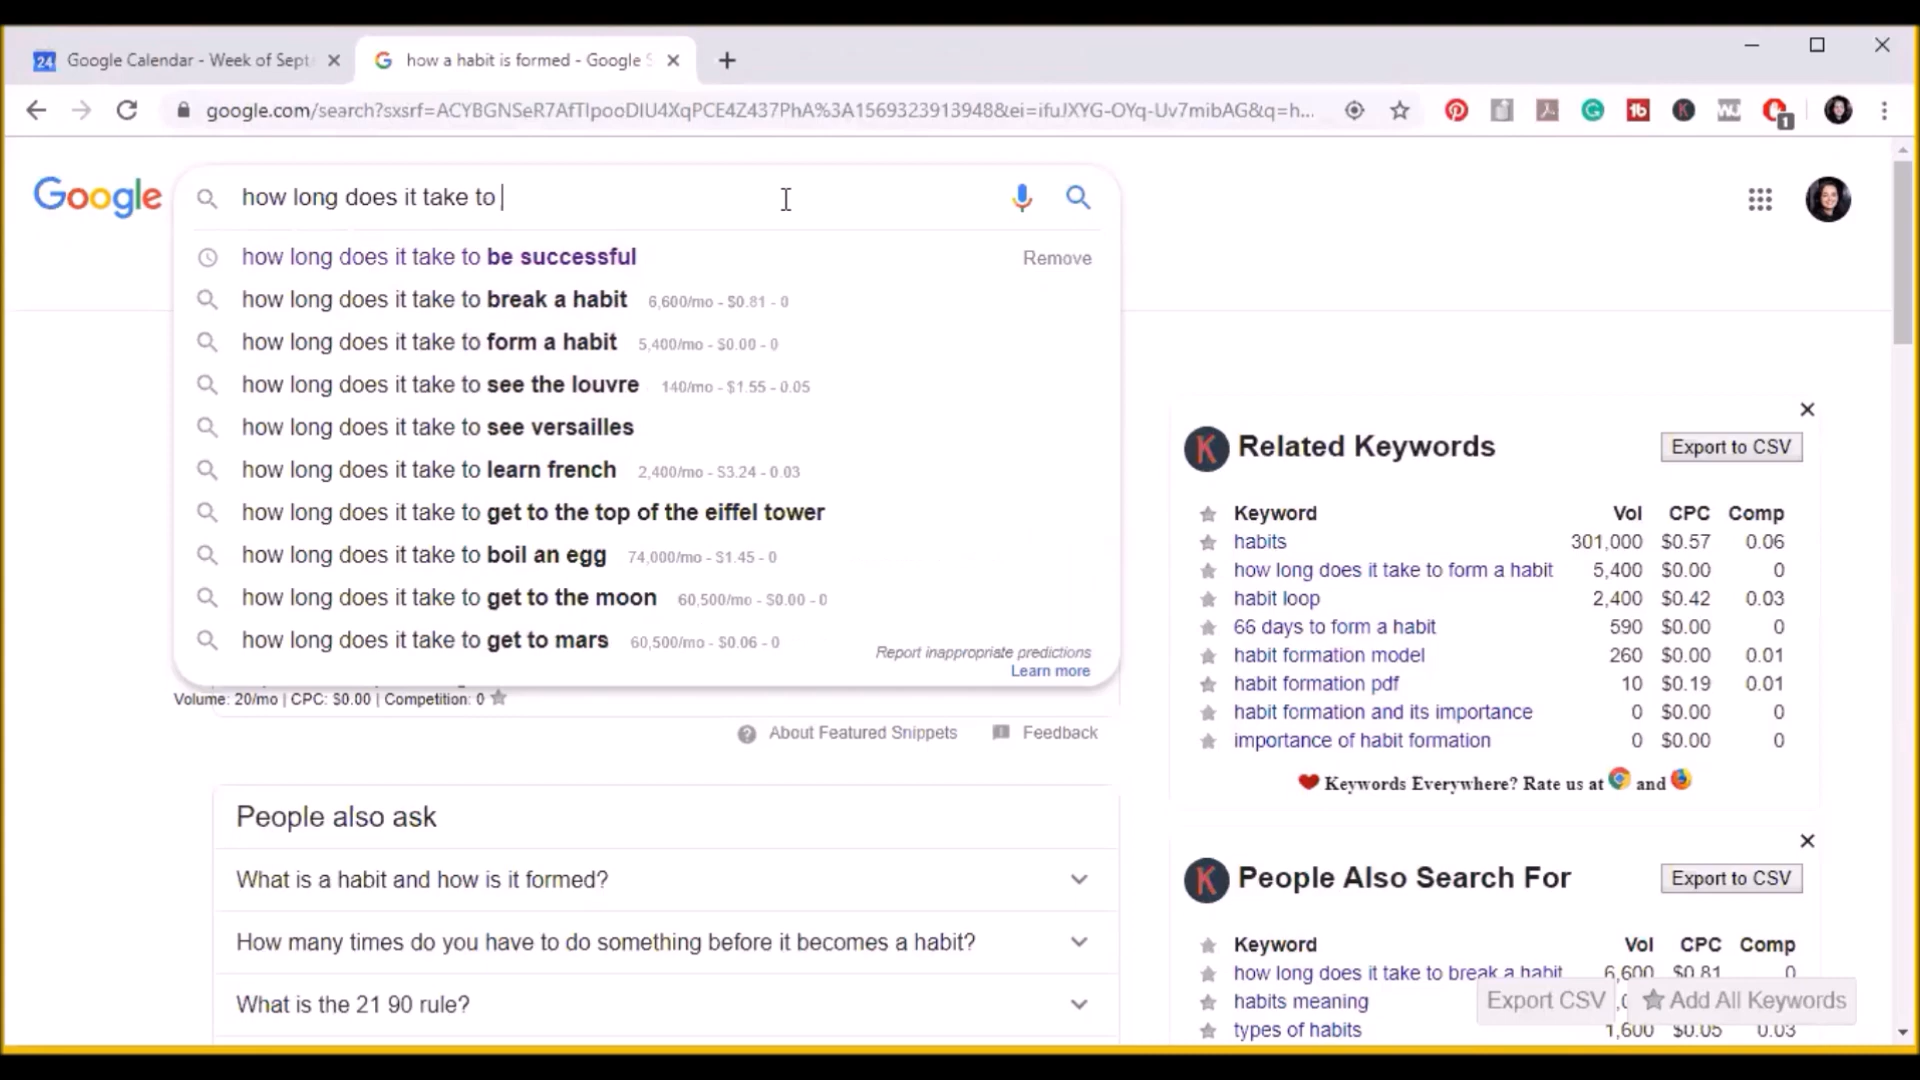 24 Google Calendar - Week of Sept
how a habit is formed - Google S
google.com/search?sxsrf=ACYBGNSeR7AfTlpooDIU4XqPCE4Z437PhA%3A1569323913948&ei=ifuJXYG-OYq-Uv7mibAG&q=h...
1
Google
how long does it take to
how long does it take to be successful Remove
how long does it take to break a habit 6,600/mo - $0.81 - 0
how long does it take to form a habit 5,400/mo - $0.00 - 0
how long does it take to see the louvre 140/mo - $1.55 - 0.05
how long does it take to see versailles
how long does it take to learn french 2,400/mo - $3.24 - 0.03
how long does it take to get to the top of the eiffel tower
how long does it take to boil an egg 74,000/mo - $1.45 - 0
how long does it take to get to the moon 60,500/mo - $0.00 - 0
how long does it take to get to mars 60,500/mo - $0.06 - 0
Report inappropriate predictions
Learn more
Volume: 20/mo | CPC: $0.00 | Competition: 0
About Featured Snippets Feedback
People also ask
What is a habit and how is it formed?
How many times do you have to do something before it becomes a habit?
What is the 21 90 rule?
K Related Keywords Export to CSV
Keyword Vol CPC Comp
habits 301,000 $0.57 0.06
how long does it take to form a habit 5,400 $0.00 0
habit loop 2,400 $0.42 0.03
66 days to form a habit 590 $0.00 0
habit formation model 260 $0.00 0.01
habit formation pdf 10 $0.19 0.01
habit formation and its importance 0 $0.00 0
importance of habit formation 0 $0.00 0
Keywords Everywhere? Rate us at and
K People Also Search For Export to CSV
Keyword Vol CPC Comp
how long does it take to break a habit 6,600 $0.81 0
habits meaning
types of habits 1,600 $0.05 0.03
Export CSV Add All Keywords